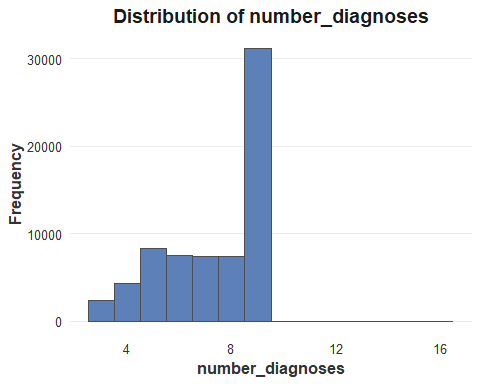 Distribution of number_diagnoses
Frequency
30000
20000
10000
0
4 8 12 16
number_diagnoses